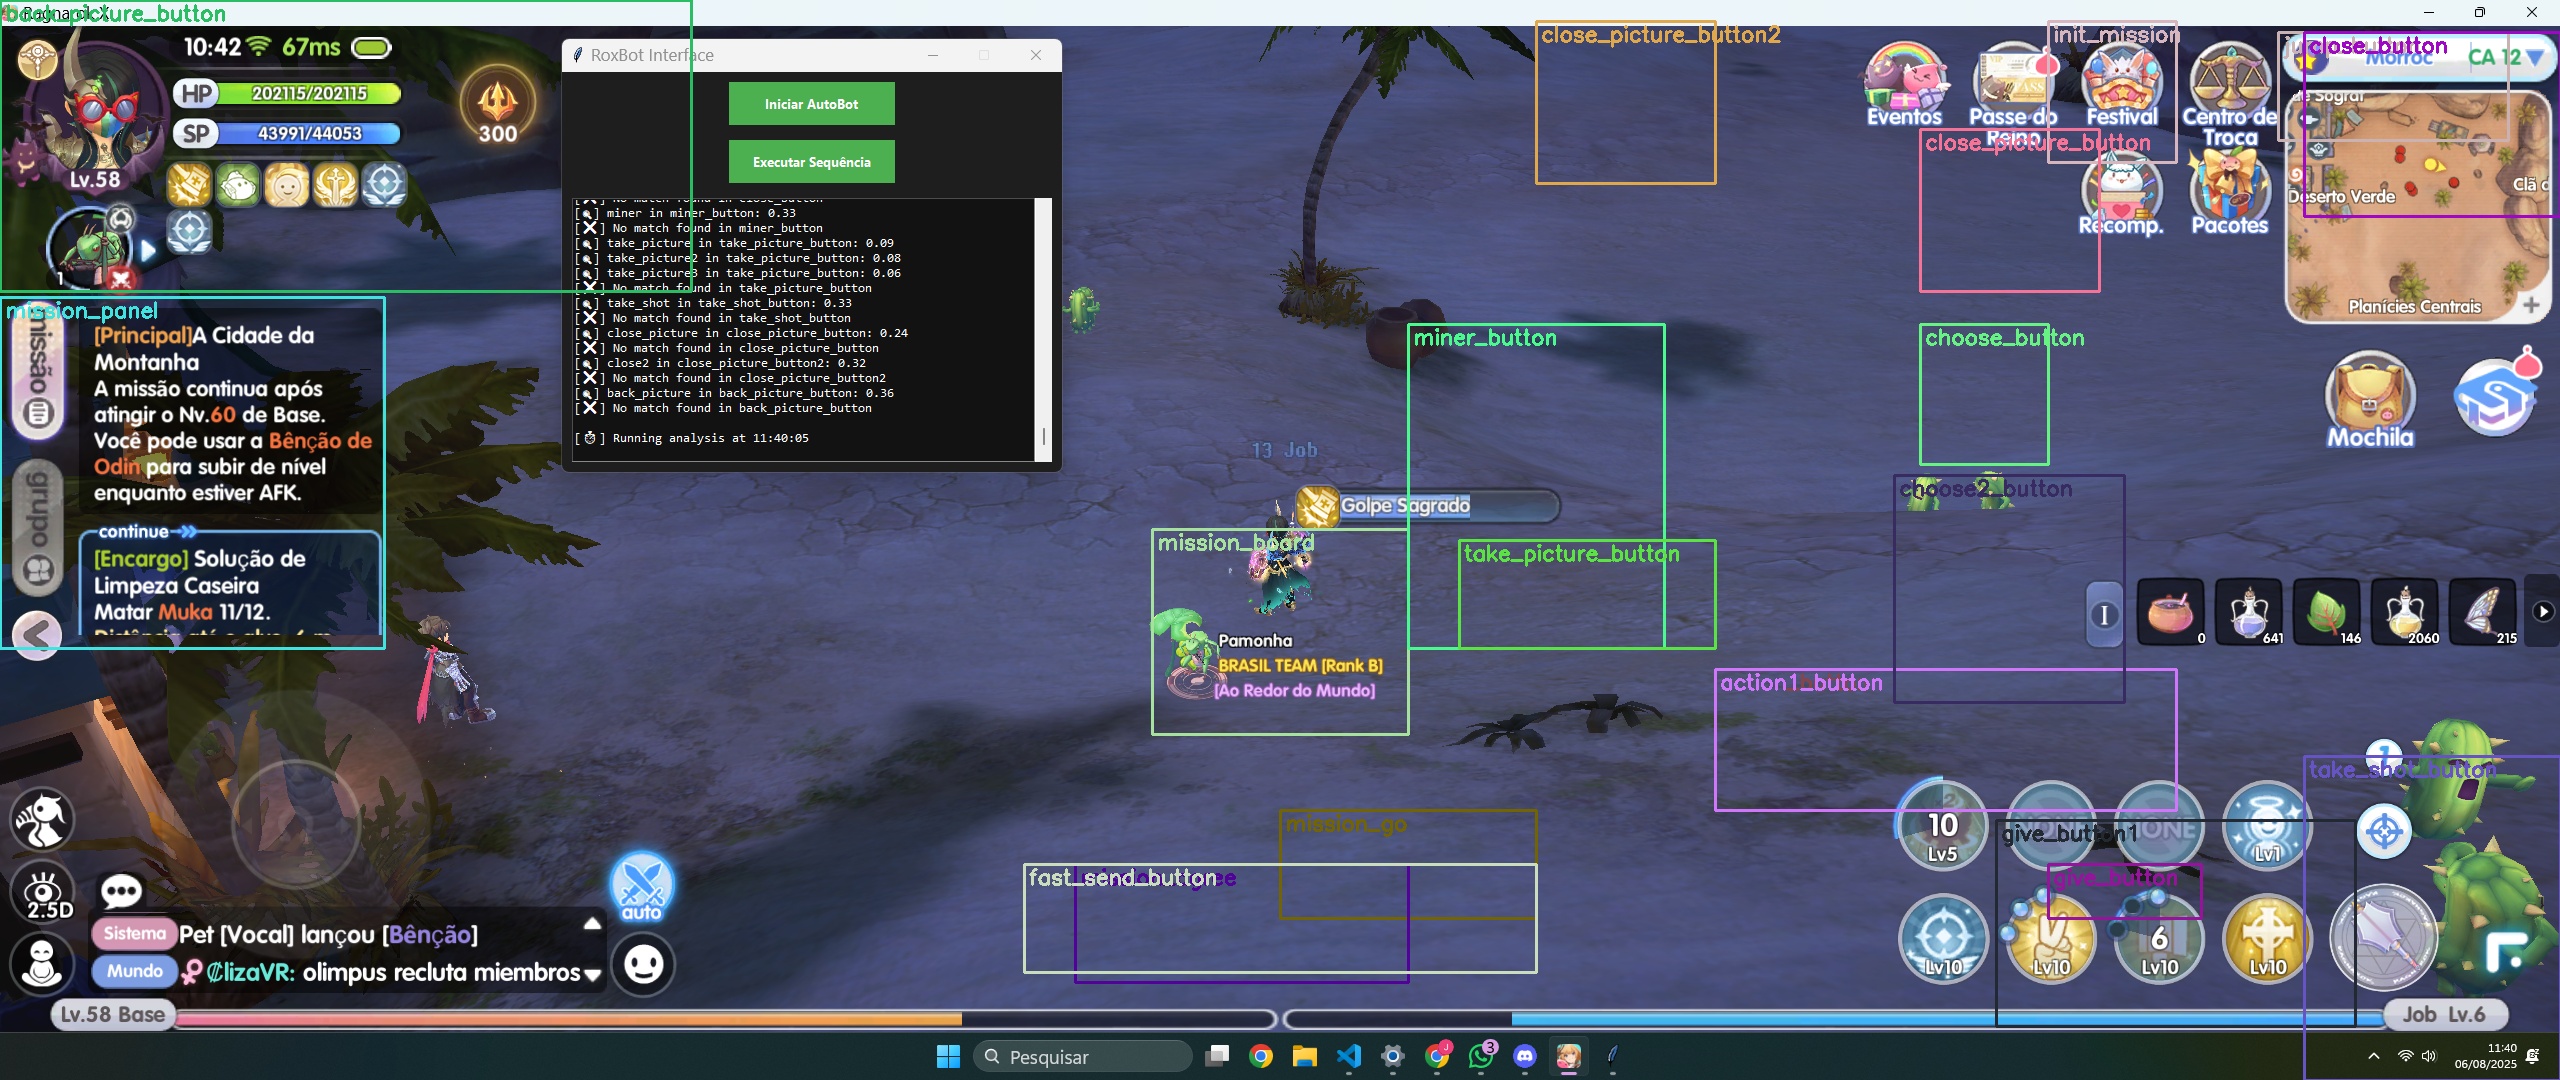 Ragnarok X
back_picture_button
10:42 67ms
HP 202115/202115
SP 43991/44053
300
Lv.58
1
RoxBot Interface
Iniciar AutoBot
Executar Sequência
[🔍] miner in miner_button: 0.33
[❌] No match found in miner_button
[🔍] take_picture in take_picture_button: 0.09
[🔍] take_picture2 in take_picture_button: 0.08
[🔍] take_picture3 in take_picture_button: 0.06
[❌] No match found in take_picture_button
[🔍] take_shot in take_shot_button: 0.33
[❌] No match found in take_shot_button
[🔍] close_picture in close_picture_button: 0.24
[❌] No match found in close_picture_button
[🔍] close2 in close_picture_button2: 0.32
[❌] No match found in close_picture_button2
[🔍] back_picture in back_picture_button: 0.36
[❌] No match found in back_picture_button
[⏱] Running analysis at 11:40:05
close_picture_button2
init_mission
close_button
Morroc CA 12
Eventos
Passe do Reino
Festival
Centro de Troca
close_picture_button
Recomp.
Pacotes
de Sograt
Deserto Verde
Clã d
Planícies Centrais
mission_panel
missão
grupo
[Principal]A Cidade da
Montanha
A missão continua após
atingir o Nv.60 de Base.
Você pode usar a Bênção de
Odin para subir de nível
enquanto estiver AFK.
continue
[Encargo] Solução de
Limpeza Caseira
Matar Muka 11/12.
miner_button
choose_button
Mochila
13 Job
Golpe Sagrado
choose2_button
mission_board
take_picture_button
Pamonha
BRASIL TEAM [Rank B]
[Ao Redor do Mundo]
I
0
641
146
2060
215
action1_button
1
take_shot_button
mission_go
fast_send_button
give_button1
give_button
10
Lv5
NONE
Lv1
Lv10
Lv10
6
Lv10
Lv10
2.5D
auto
Sistema Pet [Vocal] lançou [Bênção]
Mundo ₡lizaVR: olimpus recluta miembros
Lv.58 Base
Job Lv.6
Pesquisar
3
11:40
06/08/2025